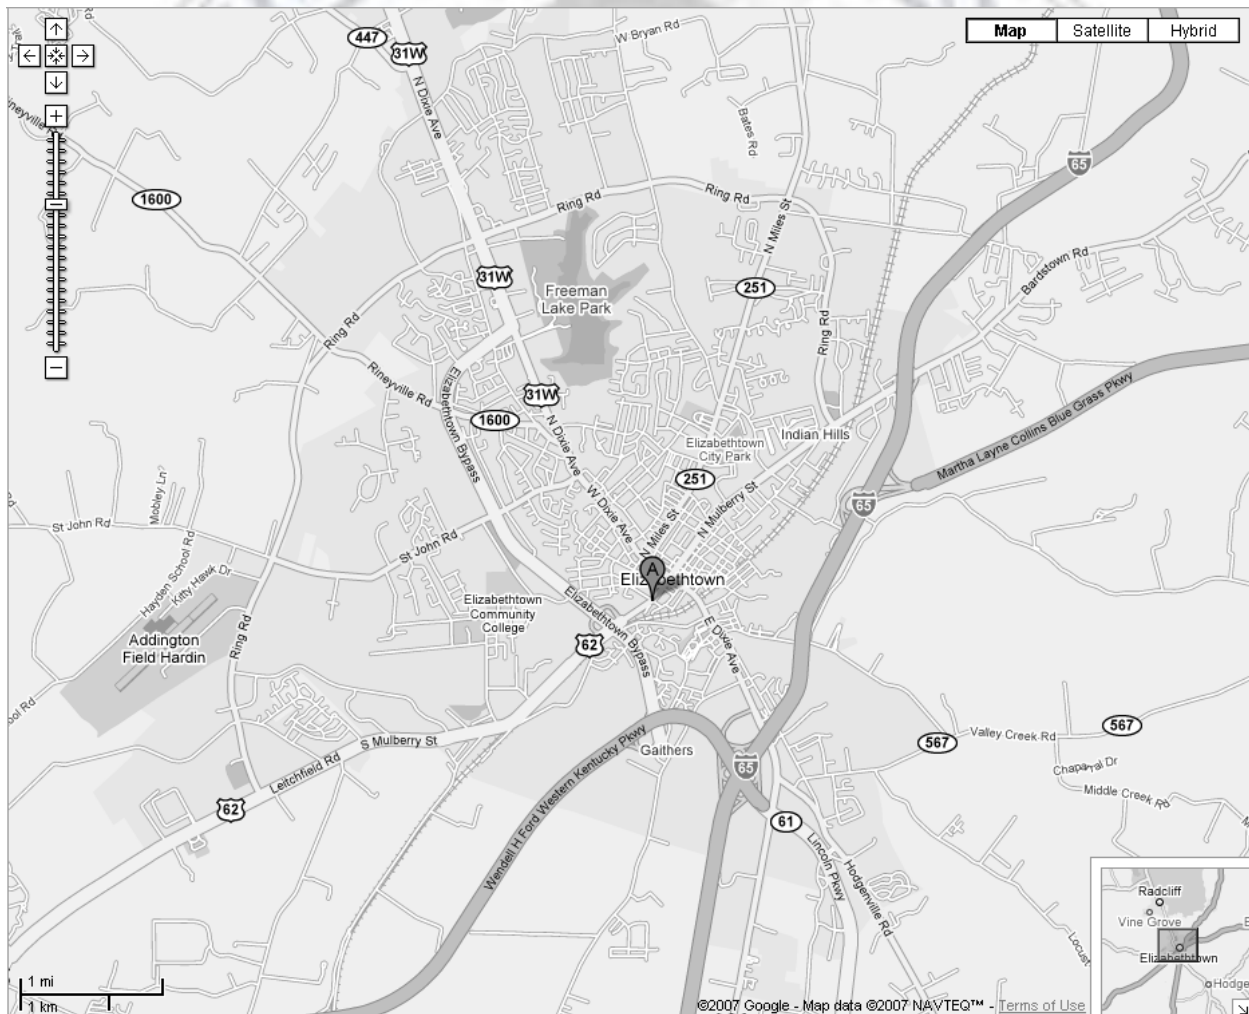 447
31W
W Bryan Rd
Map
Satellite
Hybrid
N Dixie Ave
Bates Rd
65
1600
Ring Rd
Ring Rd
N Miles St
Bardstown Rd
31W
251
Freeman
Lake Park
Ring Rd
Ring Rd
Rineyville Rd
Elizabethtown Bypass
31W
1600
N Dixie Ave
Martha Layne Collins Blue Grass Pkwy
Indian Hills
Elizabethtown
City Park
251
65
W Dixie Ave
N Miles St
N Mulberry St
St John Rd
Mobley Ln
St John Rd
Hayden School Rd
Kitty Hawk Dr
A
Elizabethtown
Elizabethtown
Community
College
Elizabethtown Bypass
62
E Dixie Ave
Addington
Field Hardin
Ring Rd
S Mulberry St
Leitchfield Rd
62
Wendell H Ford Western Kentucky Pkwy
Gaithers
65
567
Valley Creek Rd
567
Chaparral Dr
Middle Creek Rd
61
Lincoln Pkwy
Hodgenville Rd
Locust
Radcliff
Vine Grove
Elizabethtown
Hodge
1 mi
1 km
©2007 Google - Map data ©2007 NAVTEQ™ - Terms of Use